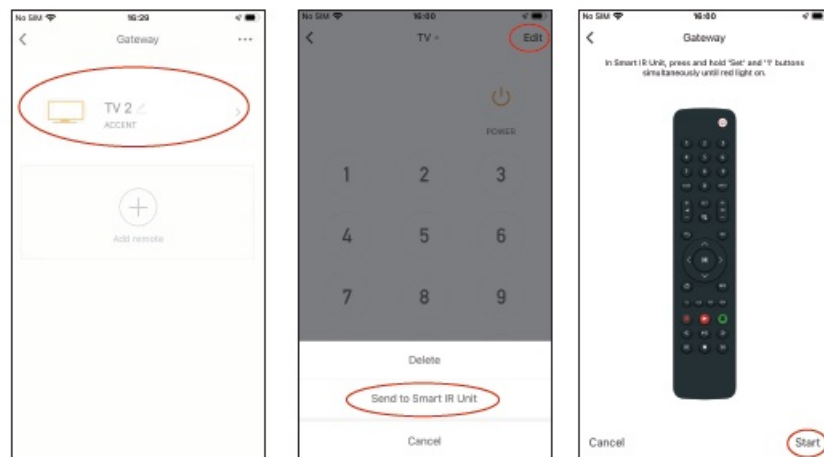 No SIM 16:29
Gateway ...
TV 2
ACCENT
Add remote
No SIM 16:00
TV
Edit
POWER
1 2 3
4 5 6
7 8 9
Delete
Send to Smart IR Unit
Cancel
No SIM 16:00
Gateway
In Smart IR Unit, press and hold 'Set' and '1' buttons
simultaneously until red light on.
OK
Cancel Start